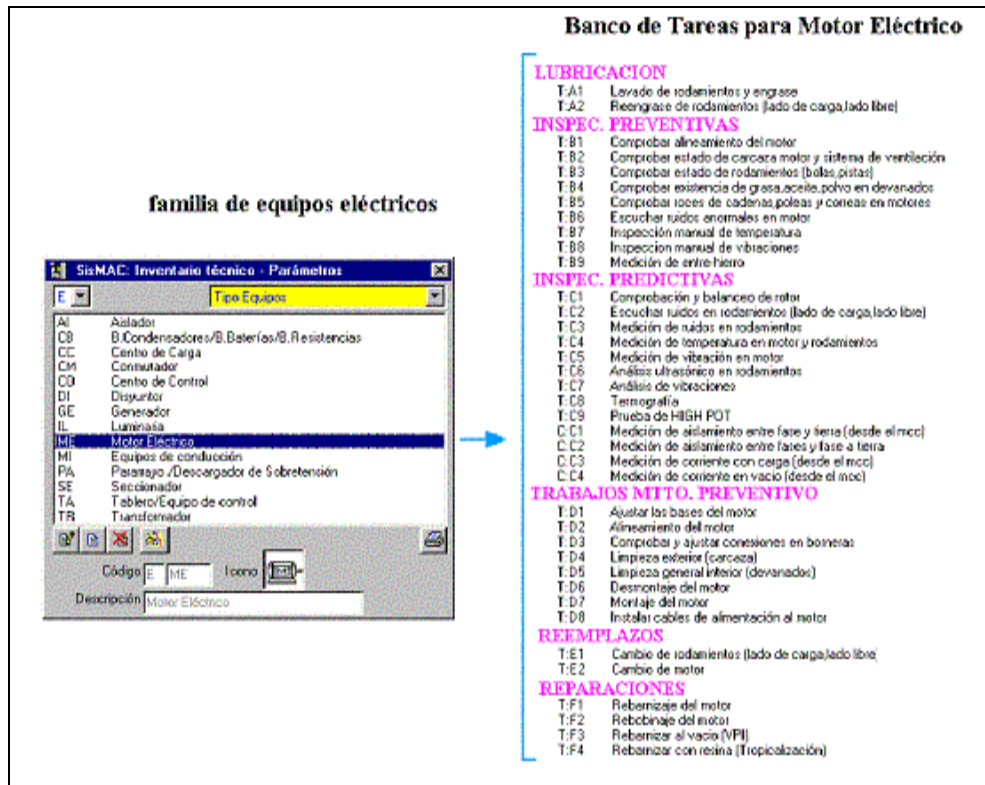 Banco de Tareas para Motor Eléctrico
LUBRICACION
T:A1 Lavado de rodamientos y engrase
T:A2 Reengrase de rodamientos (lado de carga,lado libre)
INSPEC. PREVENTIVAS
T:B1 Comprobar alineamiento del motor
T:B2 Comprobar estado de carcaza motor y sistema de ventilación
T:B3 Comprobar estado de rodamientos (bolas,pistas)
T:B4 Comprobar existencia de grasa,aceite,polvo en devanados
T:B5 Comprobar roces de cadenas,poleas y correas en motores
T:B6 Escuchar ruidos anormales en motor
T:B7 Inspección manual de temperatura
T:B8 Inspeccion manual de vibraciones
T:B9 Medición de entre-hierro
INSPEC. PREDICTIVAS
T:C1 Comprobación y balanceo de rotor
T:C2 Escuchar ruidos en rodamientos (lado de carga,lado libre)
T:C3 Medición de ruidos en rodamientos
T:C4 Medición de temperatura en motor y rodamientos
T:C5 Medición de vibración en motor
T:C6 Análisis ultrasónico en rodamientos
T:C7 Análisis de vibraciones
T:C8 Termografía
T:C9 Prueba de HIGH POT
C:C1 Medición de aislamiento entre fase y tierra (desde el mcc)
C:C2 Medición de aislamiento entre fases y fase a tierra
C:C3 Medición de corriente con carga (desde el mcc)
C:C4 Medición de corriente en vacío (desde el mcc)
TRABAJOS MTTO. PREVENTIVO
T:D1 Ajustar las bases del motor
T:D2 Alineamiento del motor
T:D3 Comprobar y ajustar conexiones en borneras
T:D4 Limpieza exterior (carcaza)
T:D5 Limpieza general interior (devanados)
T:D6 Desmontaje del motor
T:D7 Montaje del motor
T:D8 Instalar cables de alimentación al motor
REEMPLAZOS
T:E1 Cambio de rodamientos (lado de carga,lado libre)
T:E2 Cambio de motor
REPARACIONES
T:F1 Rebarnizaje del motor
T:F2 Rebobinaje del motor
T:F3 Rebarnizar al vacio (VPI)
T:F4 Rebarnizar con resina (Tropicalización)
familia de equipos eléctricos
SisMAC: Inventario técnico - Parámetros
E Tipo Equipos
AI Aislador
CB B.Condensadores/B.Baterías/B.Resistencias
CC Centro de Carga
CM Conmutador
CO Centro de Control
DI Disyuntor
GE Generador
IL Luminaria
ME Motor Eléctrico
MI Equipos de conducción
PA Pararrayo /Descargador de Sobretensión
SE Seccionador
TA Tablero/Equipo de control
TR Transformador
Código E ME Icono
Descripción Motor Eléctrico